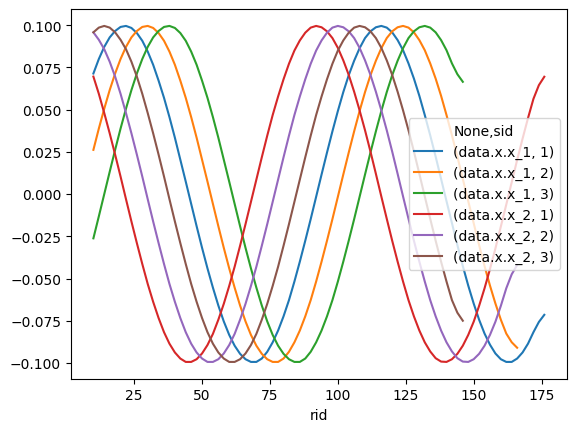 0.100
0.075
0.050
0.025
0.000
−0.025
−0.050
−0.075
−0.100
None,sid
(data.x.x_1, 1)
(data.x.x_1, 2)
(data.x.x_1, 3)
(data.x.x_2, 1)
(data.x.x_2, 2)
(data.x.x_2, 3)
25 50 75 100 125 150 175
rid